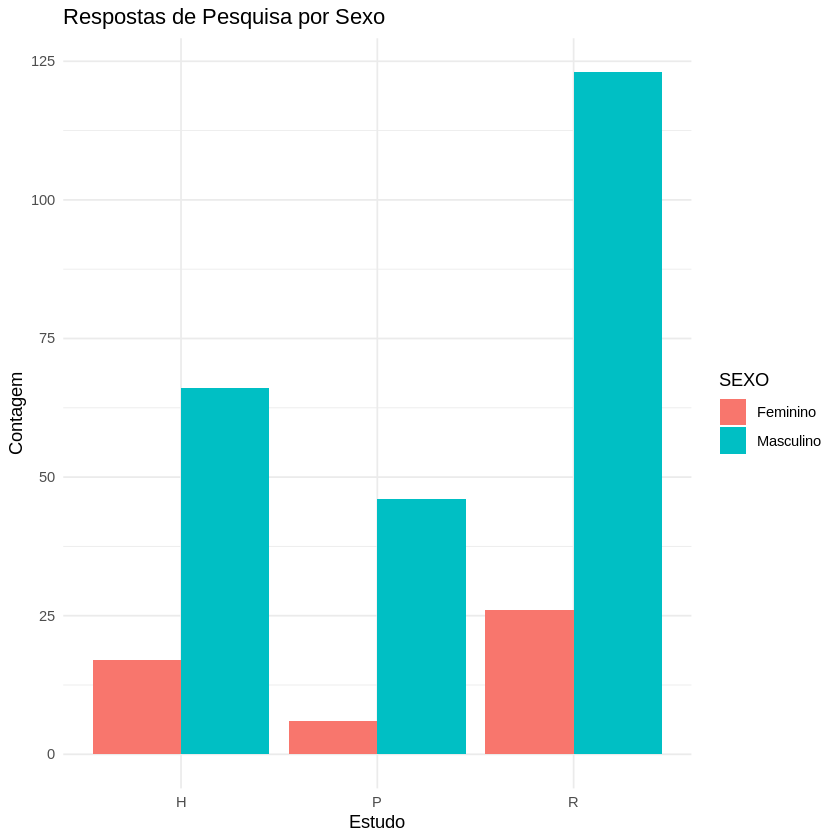 Respostas de Pesquisa por Sexo
125
100
75
50
25
0
Contagem
H P R
Estudo
SEXO
Feminino
Masculino